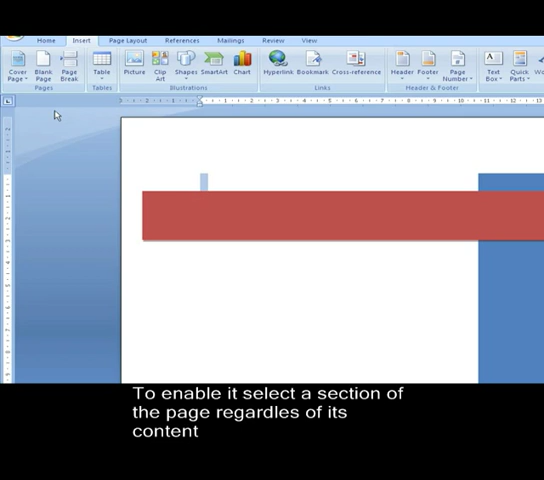 Home Insert Page Layout References Mailings Review View
Cover Page Blank Page Page Break Table Picture Clip Art Shapes SmartArt Chart Hyperlink Bookmark Cross-reference Header Footer Page Number Text Box Quick Parts
Pages Tables Illustrations Links Header & Footer
To enable it select a section of
the page regardles of its
content